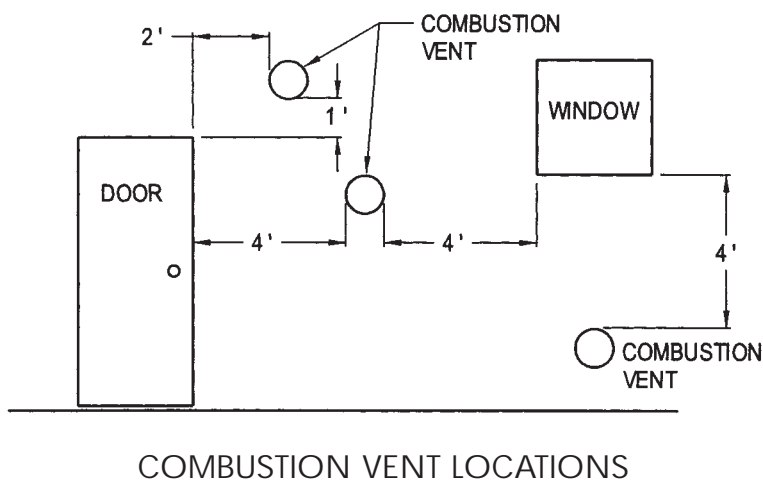 2'
COMBUSTION
VENT
1'
WINDOW
DOOR
4'
4'
4'
COMBUSTION
VENT
COMBUSTION VENT LOCATIONS